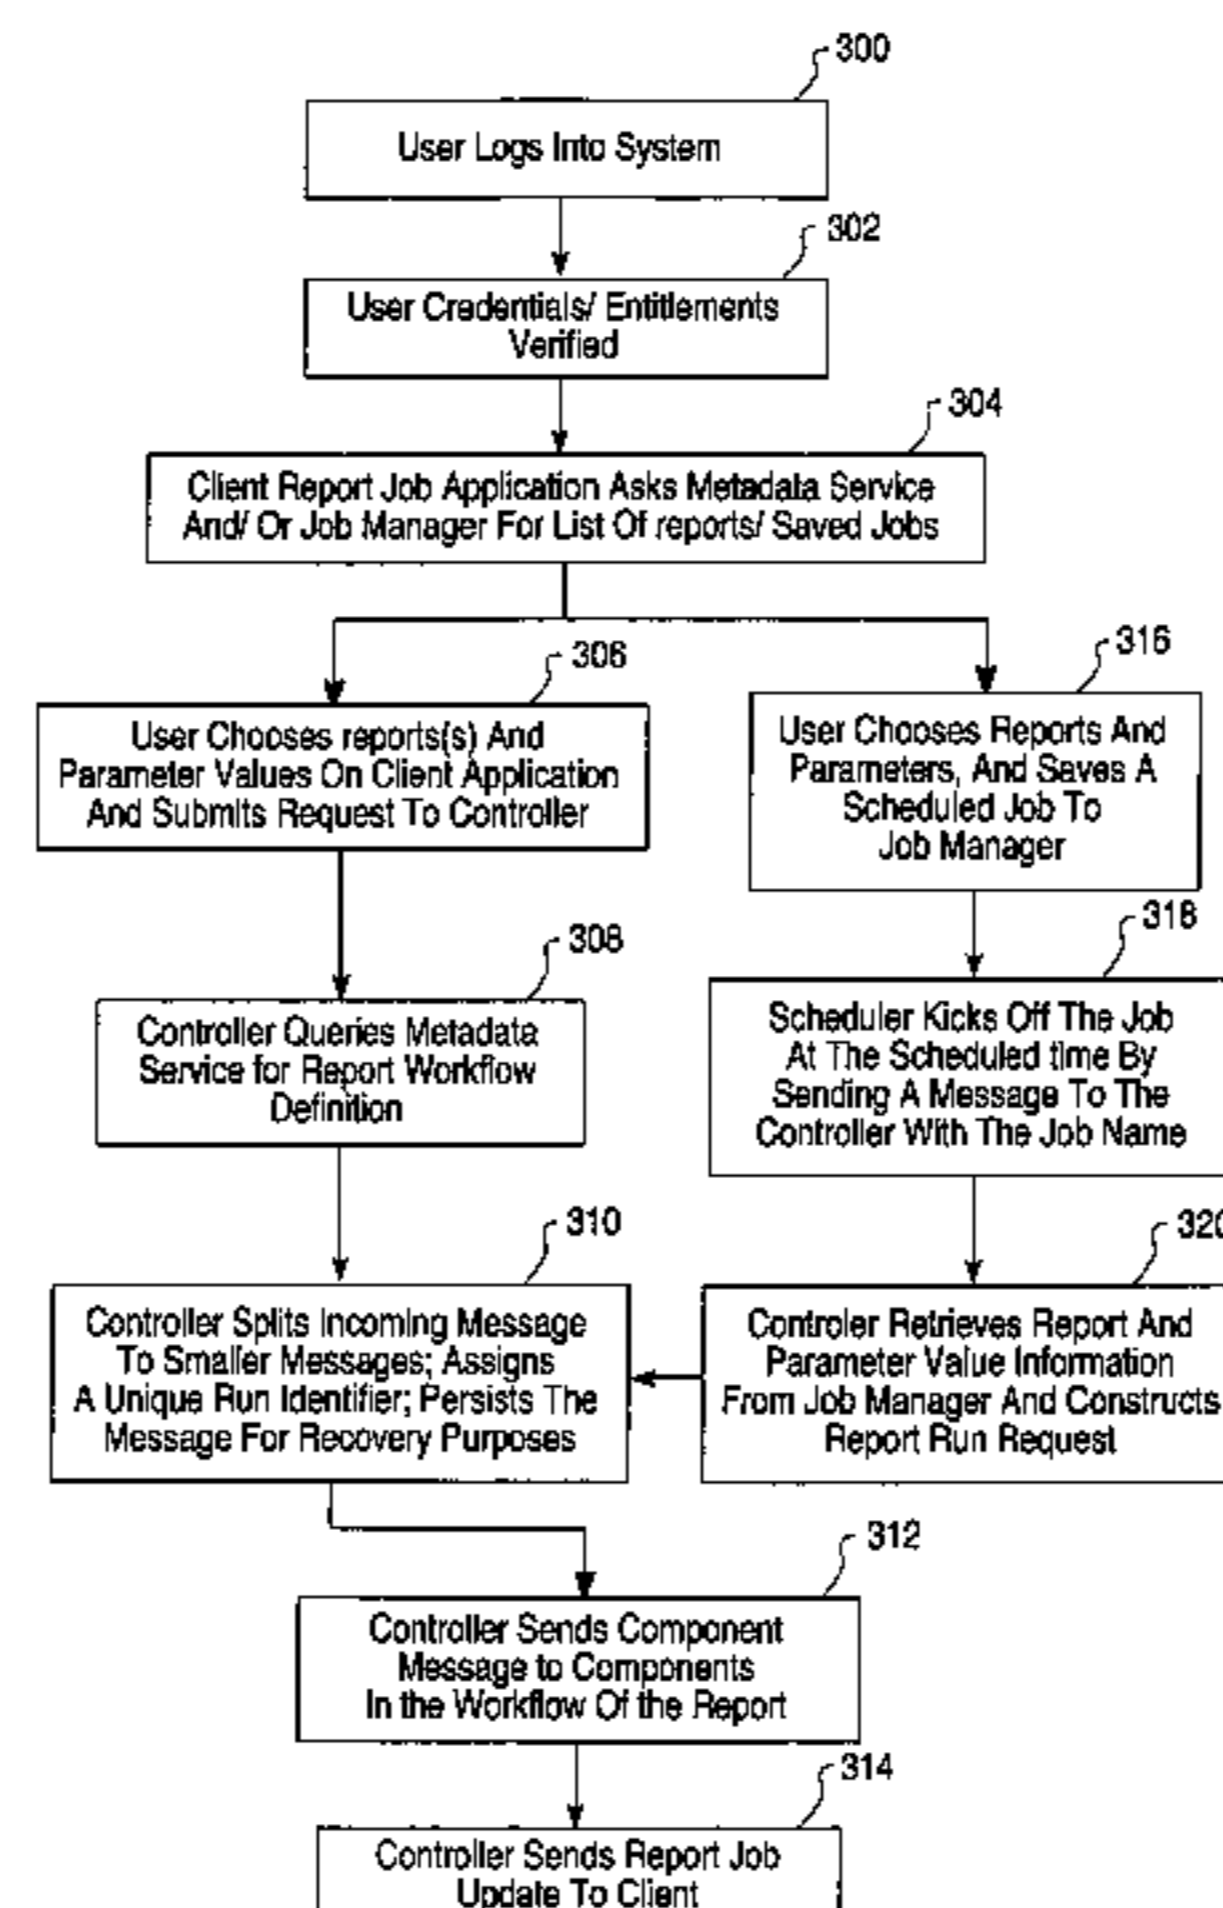 300
User Logs Into System
302
User Credentials/ Entitlements
Verified
304
Client Report Job Application Asks Metadata Service
And/ Or Job Manager For List Of reports/ Saved Jobs
306
User Chooses reports(s) And
Parameter Values On Client Application
And Submits Request To Controller
308
Controller Queries Metadata
Service for Report Workflow
Definition
310
Controller Splits Incoming Message
To Smaller Messages; Assigns
A Unique Run Identifier; Persists The
Message For Recovery Purposes
316
User Chooses Reports And
Parameters, And Saves A
Scheduled Job To
Job Manager
318
Scheduler Kicks Off The Job
At The Scheduled time By
Sending A Message To The
Controller With The Job Name
320
Controler Retrieves Report And
Parameter Value Information
From Job Manager And Constructs
Report Run Request
312
Controller Sends Component
Message to Components
In the Workflow Of the Report
314
Controller Sends Report Job
Update To Client